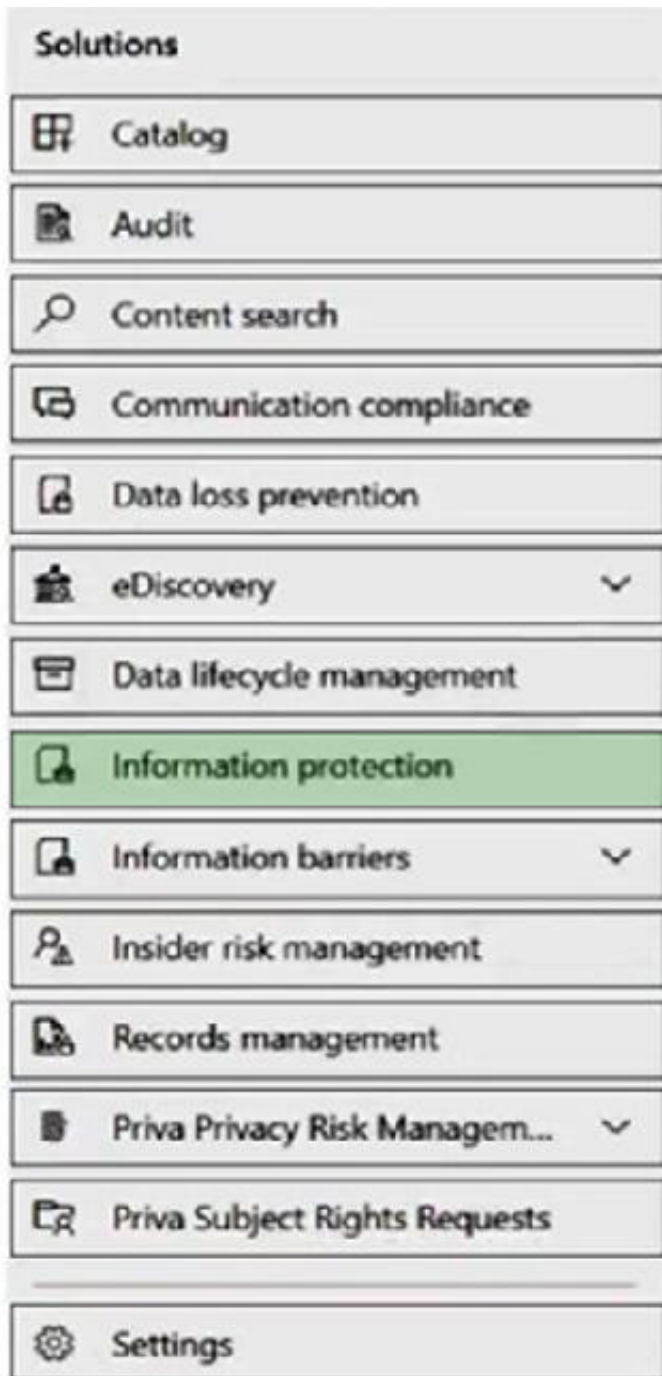 Solutions
Catalog
Audit
Content search
Communication compliance
Data loss prevention
eDiscovery
Data lifecycle management
Information protection
Information barriers
Insider risk management
Records management
Priva Privacy Risk Managem...
Priva Subject Rights Requests
Settings